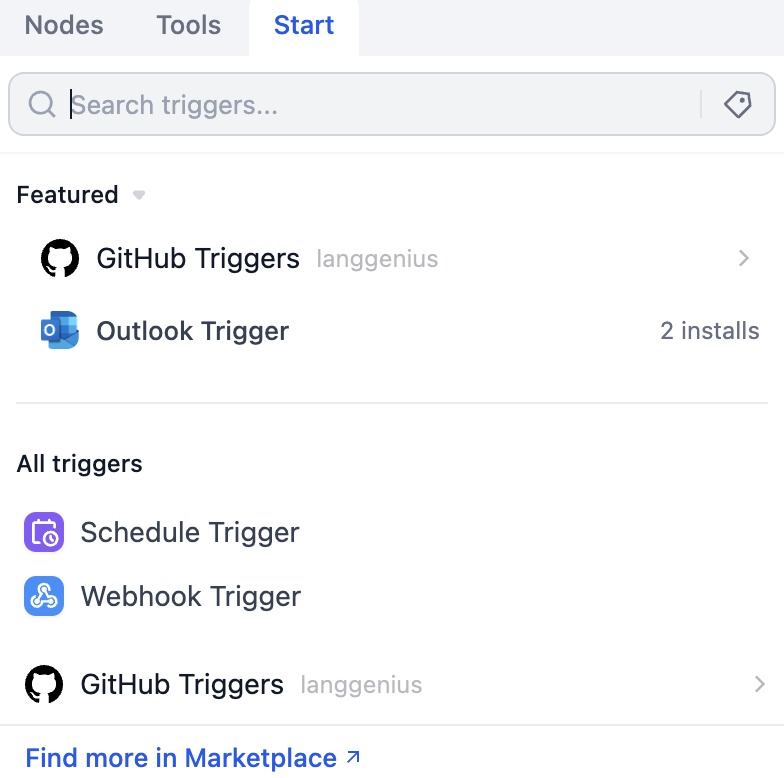 Nodes Tools Start
Search triggers...
Featured
GitHub Triggers langgenius
Outlook Trigger 2 installs
All triggers
Schedule Trigger
Webhook Trigger
GitHub Triggers langgenius
Find more in Marketplace